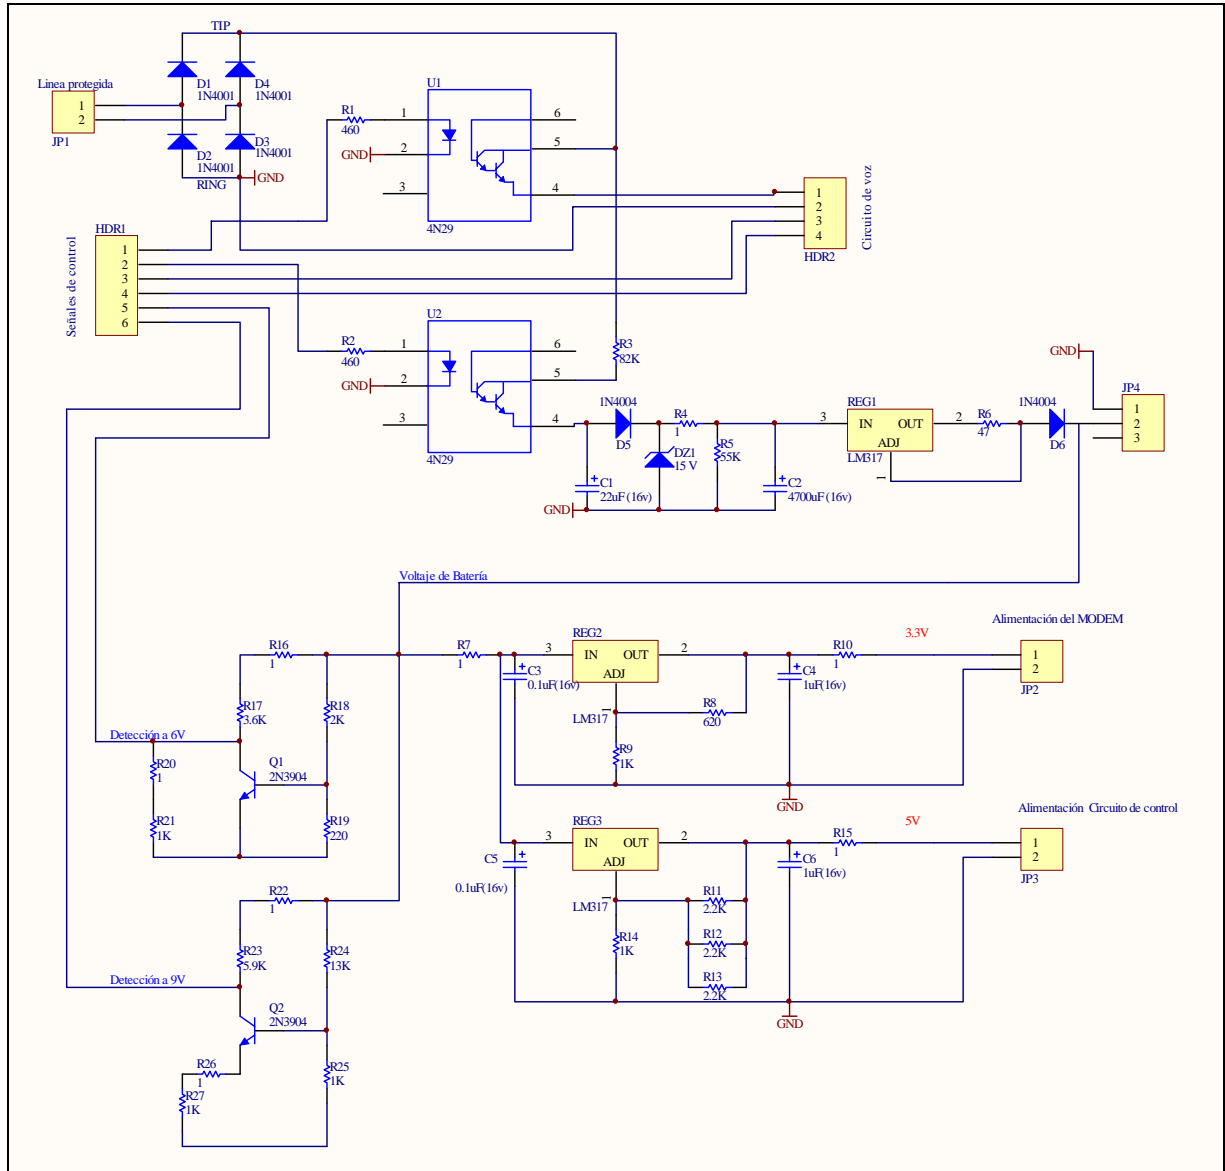 TIP
Linea protegida
1
2
JP1
D1
1N4001
D4
1N4001
D2
1N4001
D3
1N4001
RING
GND
R1
460
GND
U1
1
2
3
6
5
4
4N29
1
2
3
4
HDR2
Circuito de voz
HDR1
1
2
3
4
5
6
Señales de control
R2
460
GND
U2
1
2
3
6
5
4
4N29
R3
82K
1N4004
D5
R4
1
DZ1
15 V
R5
55K
C1
22uF (16v)
C2
4700uF (16v)
GND
3
REG1
IN OUT
ADJ
LM317
1
2
R6
47
1N4004
D6
GND
JP4
1
2
3
Voltaje de Batería
R16
1
R17
3.6K
R18
2K
Detección a 6V
R20
1
R21
1K
Q1
2N3904
R19
220
R7
1
C3
0.1uF(16v)
3
REG2
IN OUT
ADJ
LM317
1
2
R8
620
R9
1K
C4
1uF(16v)
R10
1
3.3V
Alimentación del MODEM
1
2
JP2
GND
C5
0.1uF(16v)
3
REG3
IN OUT
ADJ
LM317
1
2
R11
2.2K
R12
2.2K
R13
2.2K
R14
1K
C6
1uF(16v)
R15
1
5V
Alimentación Circuito de control
1
2
JP3
GND
R22
1
R23
5.9K
R24
13K
Detección a 9V
Q2
2N3904
R26
1
R27
1K
R25
1K